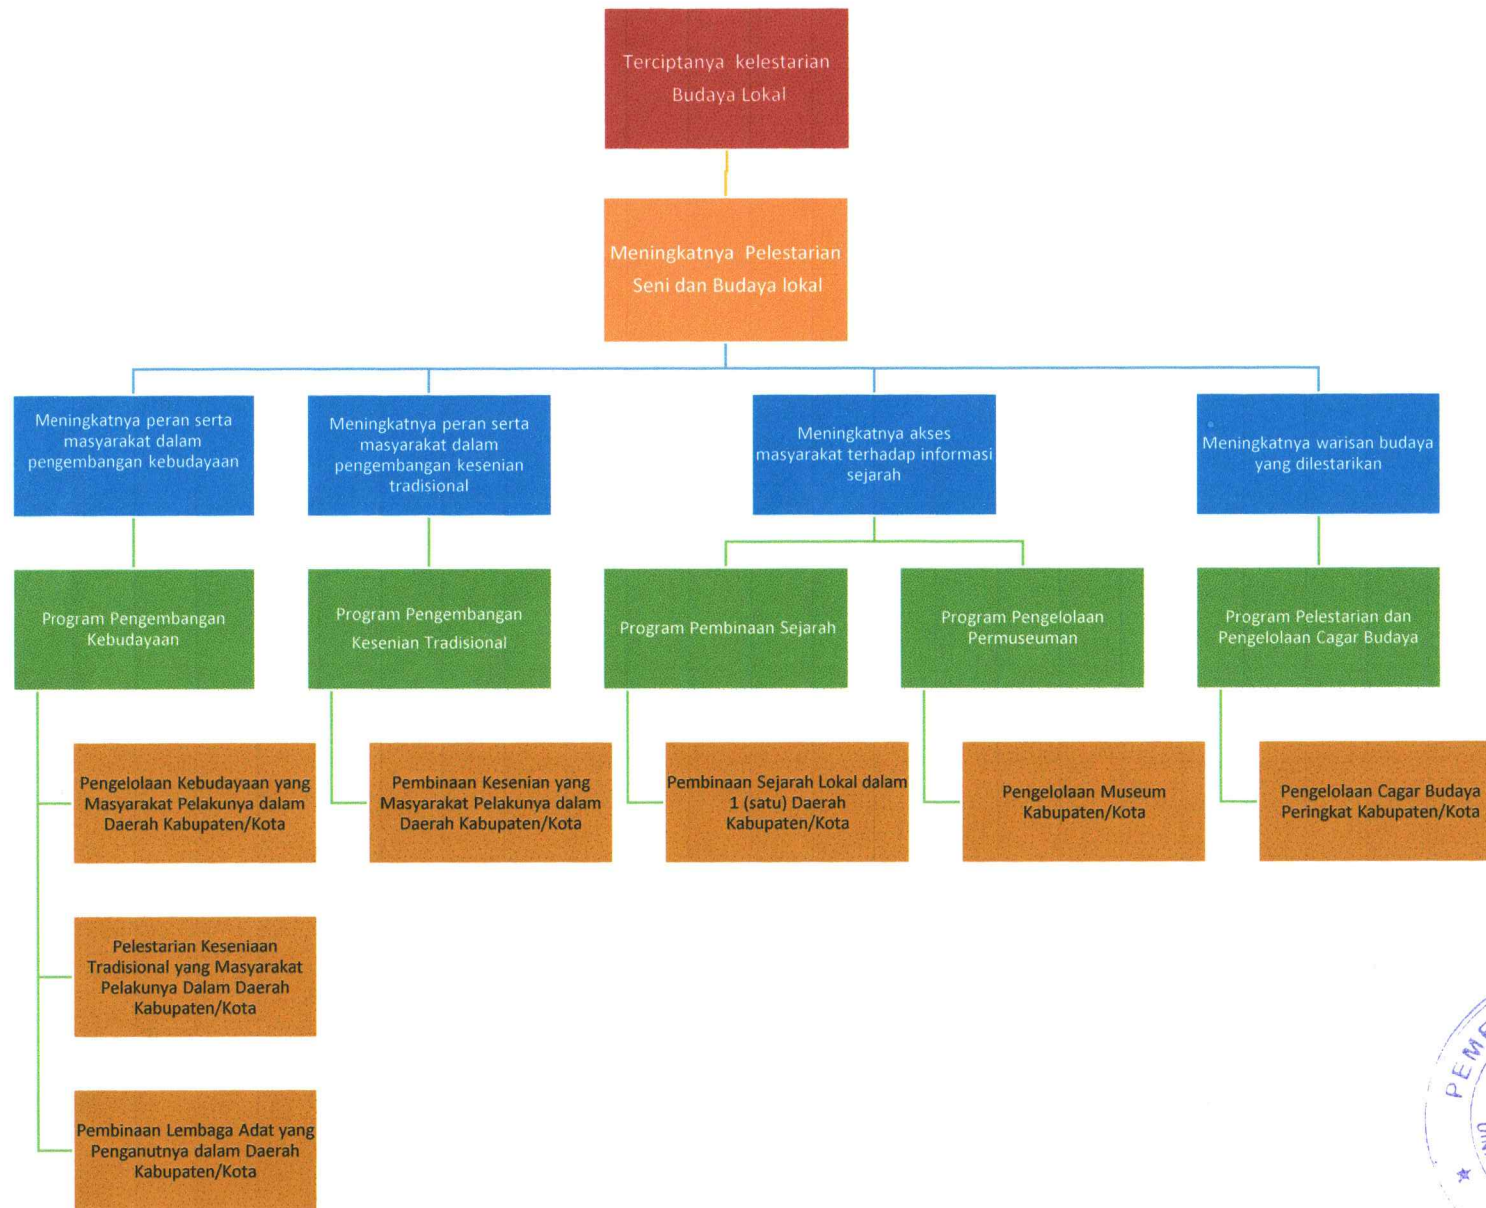 Terciptanya kelestarian
Budaya Lokal
Meningkatnya Pelestarian
Seni dan Budaya lokal
Meningkatnya peran serta
masyarakat dalam
pengembangan kebudayaan
Meningkatnya peran serta
masyarakat dalam
pengembangan kesenian
tradisional
Meningkatnya akses
masyarakat terhadap informasi
sejarah
Meningkatnya warisan budaya
yang dilestarikan
Program Pengembangan
Kebudayaan
Program Pengembangan
Kesenian Tradisional
Program Pembinaan Sejarah
Program Pengelolaan
Permuseuman
Program Pelestarian dan
Pengelolaan Cagar Budaya
Pengelolaan Kebudayaan yang
Masyarakat Pelakunya dalam
Daerah Kabupaten/Kota
Pembinaan Kesenian yang
Masyarakat Pelakunya dalam
Daerah Kabupaten/Kota
Pembinaan Sejarah Lokal dalam
1 (satu) Daerah
Kabupaten/Kota
Pengelolaan Museum
Kabupaten/Kota
Pengelolaan Cagar Budaya
Peringkat Kabupaten/Kota
Pelestarian Keseniaan
Tradisional yang Masyarakat
Pelakunya Dalam Daerah
Kabupaten/Kota
Pembinaan Lembaga Adat yang
Penganutnya dalam Daerah
Kabupaten/Kota